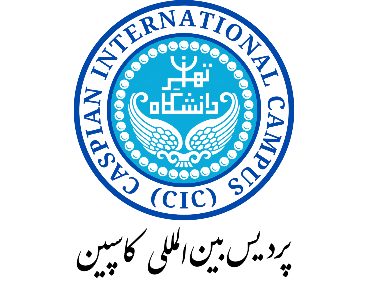 CASPIAN INTERNATIONAL CAMPUS (CIC)
دانشگاه
تهران
پردیس بین المللی کاسپین